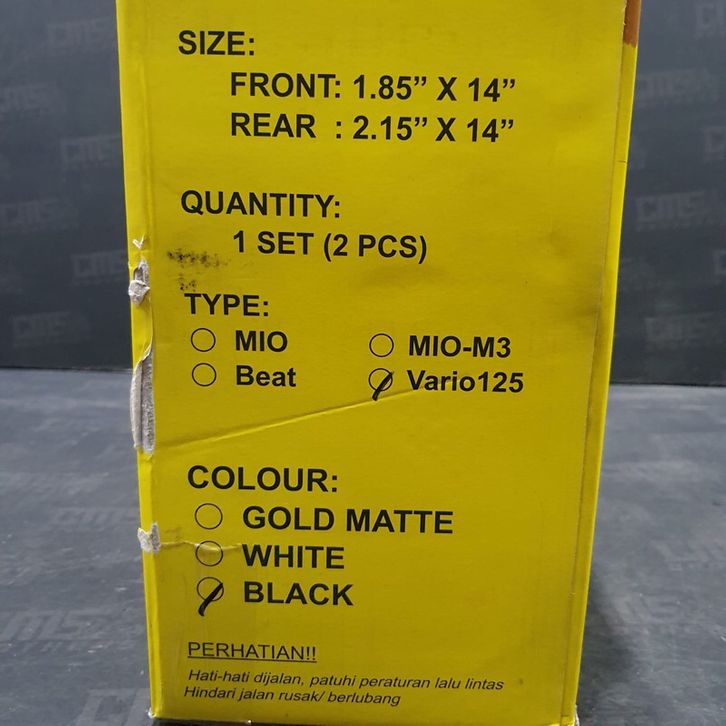 SIZE:
FRONT: 1.85” X 14”
REAR : 2.15” X 14”
QUANTITY:
1 SET (2 PCS)
TYPE:
MIO
MIO-M3
Beat
Vario125
COLOUR:
GOLD MATTE
WHITE
BLACK
PERHATIAN!!
Hati-hati dijalan, patuhi peraturan lalu lintas
Hindari jalan rusak/ berlubang